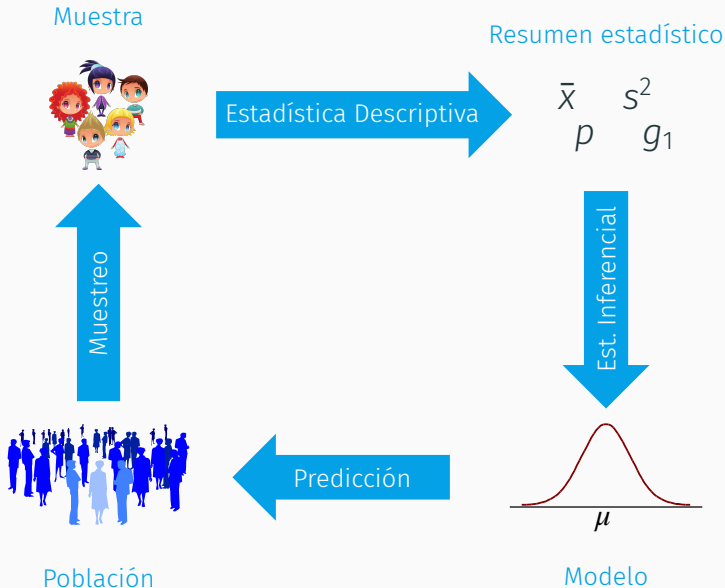 Muestra
Resumen estadístico
Estadística Descriptiva
x̄ s²
p g₁
Muestreo
Est. Inferencial
Predicción
μ
Población
Modelo